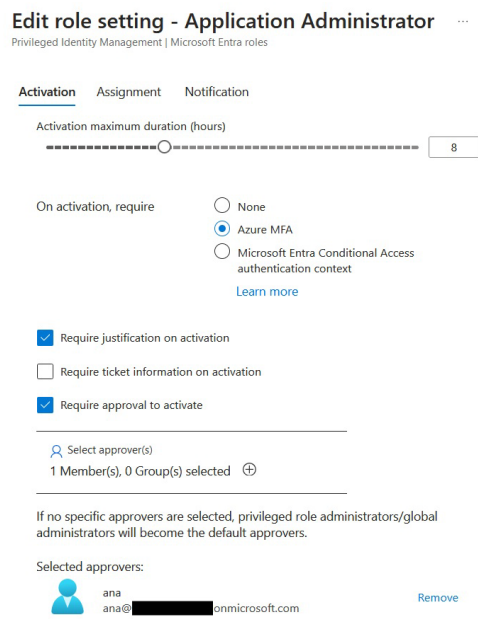 Edit role setting - Application Administrator ...
Privileged Identity Management | Microsoft Entra roles
Activation Assignment Notification
Activation maximum duration (hours)
8
On activation, require
None
Azure MFA
Microsoft Entra Conditional Access
authentication context
Learn more
Require justification on activation
Require ticket information on activation
Require approval to activate
Select approver(s)
1 Member(s), 0 Group(s) selected
If no specific approvers are selected, privileged role administrators/global
administrators will become the default approvers.
Selected approvers:
ana
ana@ onmicrosoft.com
Remove